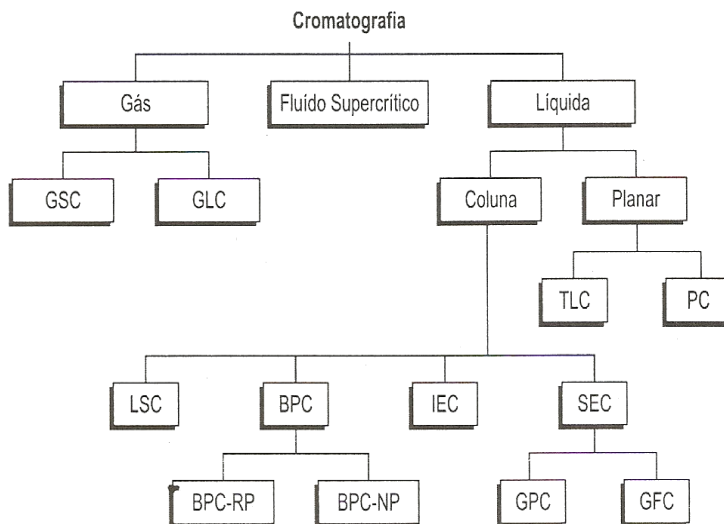 Cromatografia
Gás
Fluído Supercrítico
Líquida
GSC
GLC
Coluna
Planar
TLC
PC
LSC
BPC
IEC
SEC
BPC-RP
BPC-NP
GPC
GFC